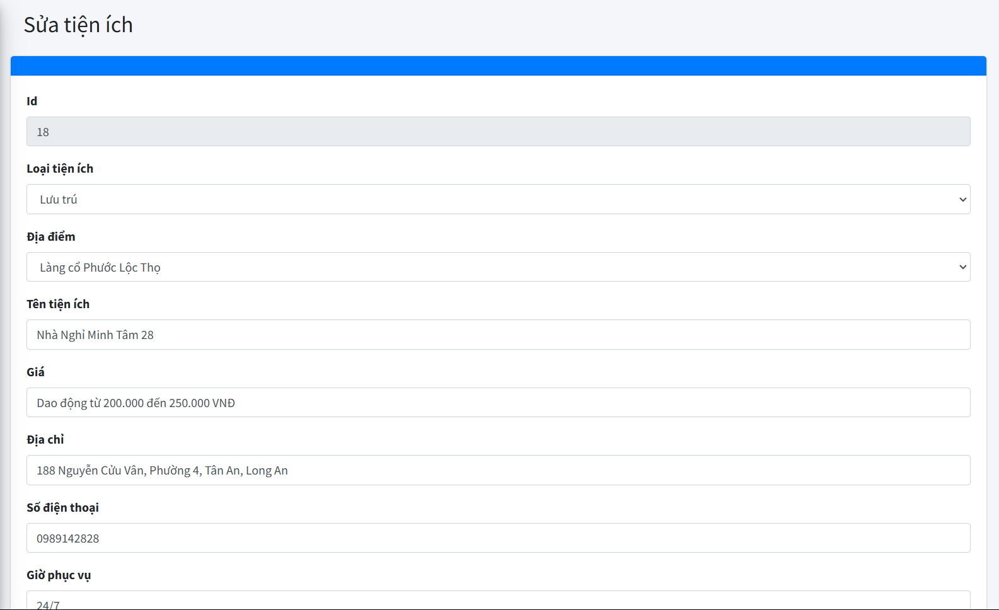 Sửa tiện ích
Id
18
Loại tiện ích
Lưu trú
Địa điểm
Làng cổ Phước Lộc Thọ
Tên tiện ích
Nhà Nghỉ Minh Tâm 28
Giá
Dao động từ 200.000 đến 250.000 VNĐ
Địa chỉ
188 Nguyễn Cửu Vân, Phường 4, Tân An, Long An
Số điện thoại
0989142828
Giờ phục vụ
24/7